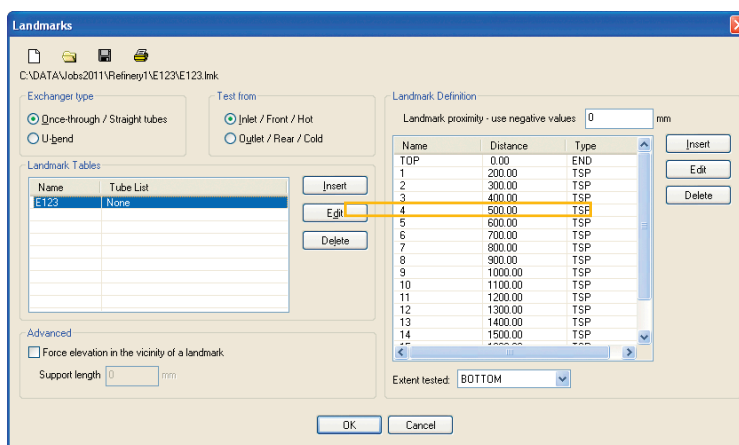 Landmarks
C:\DATA\Jobs2011\Refinery1\E123\E123.lmk
Exchanger type
Once-through / Straight tubes
U-bend
Test from
Inlet / Front / Hot
Outlet / Rear / Cold
Landmark Tables
Name Tube List
E123 None
Insert
Edit
Delete
Advanced
Force elevation in the vicinity of a landmark
Support length 0 mm
Landmark Definition
Landmark proximity - use negative values 0 mm
Name Distance Type
TOP 0.00 END
1 200.00 TSP
2 300.00 TSP
3 400.00 TSP
4 500.00 TSP
5 600.00 TSP
6 700.00 TSP
7 800.00 TSP
8 900.00 TSP
9 1000.00 TSP
10 1100.00 TSP
11 1200.00 TSP
12 1300.00 TSP
13 1400.00 TSP
14 1500.00 TSP
Insert
Edit
Delete
Extent tested: BOTTOM
OK Cancel